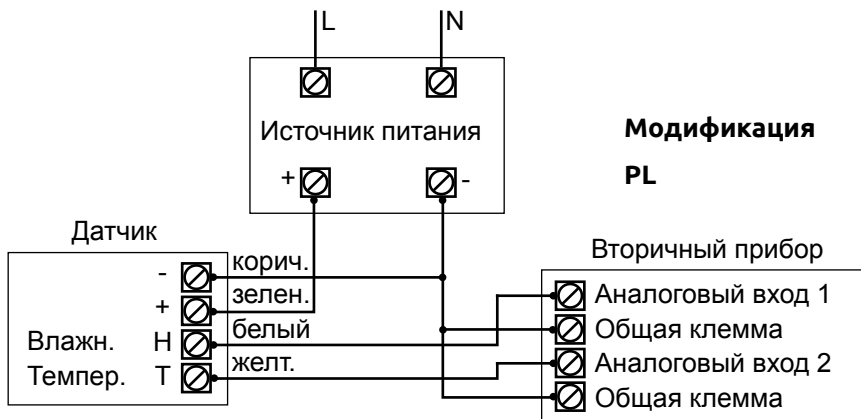 L N
Источник питания
+ -
Модификация
PL
Датчик
- корич.
+ зелен.
Влажн. H белый
Темпер. T желт.
Вторичный прибор
Аналоговый вход 1
Общая клемма
Аналоговый вход 2
Общая клемма